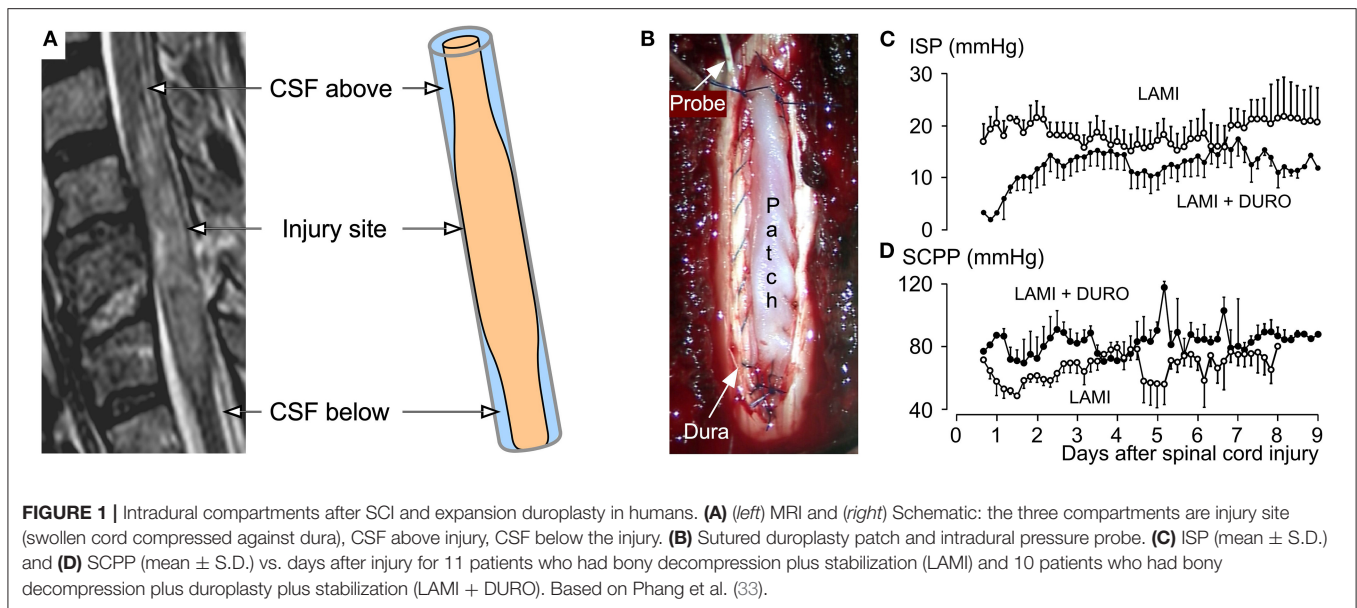 A
CSF above
Injury site
CSF below
B
Probe
Patch
Dura
C ISP (mmHg)
30
20
10
0
LAMI
LAMI + DURO
D SCPP (mmHg)
120
80
40
LAMI + DURO
LAMI
0 1 2 3 4 5 6 7 8 9
Days after spinal cord injury
FIGURE 1 | Intradural compartments after SCI and expansion duroplasty in humans. (A) (left) MRI and (right) Schematic: the three compartments are injury site
(swollen cord compressed against dura), CSF above injury, CSF below the injury. (B) Sutured duroplasty patch and intradural pressure probe. (C) ISP (mean ± S.D.)
and (D) SCPP (mean ± S.D.) vs. days after injury for 11 patients who had bony decompression plus stabilization (LAMI) and 10 patients who had bony
decompression plus duroplasty plus stabilization (LAMI + DURO). Based on Phang et al. (33).